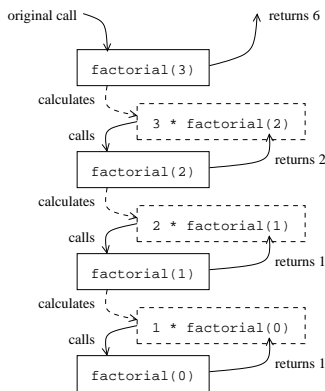 original call
returns 6
factorial(3)
calculates
3 * factorial(2)
calls
factorial(2)
returns 2
calculates
2 * factorial(1)
calls
factorial(1)
returns 1
calculates
1 * factorial(0)
calls
factorial(0)
returns 1